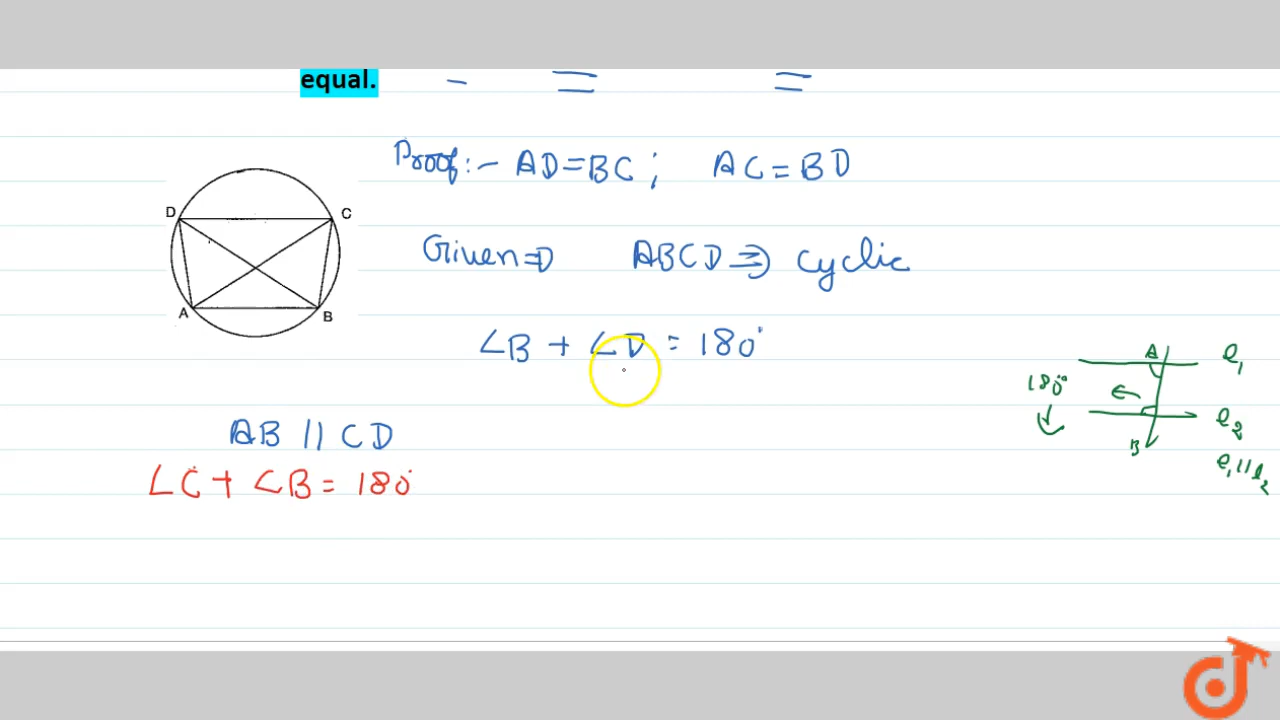 equal.
Proof:- AD=BC; AC=BD
Given⇒ ABCD⇒ cyclic
∠B + ∠D = 180°
AB || CD
∠C + ∠B = 180°
D C
A B
A l₁
180°
l₂
B
l₁ || l₂